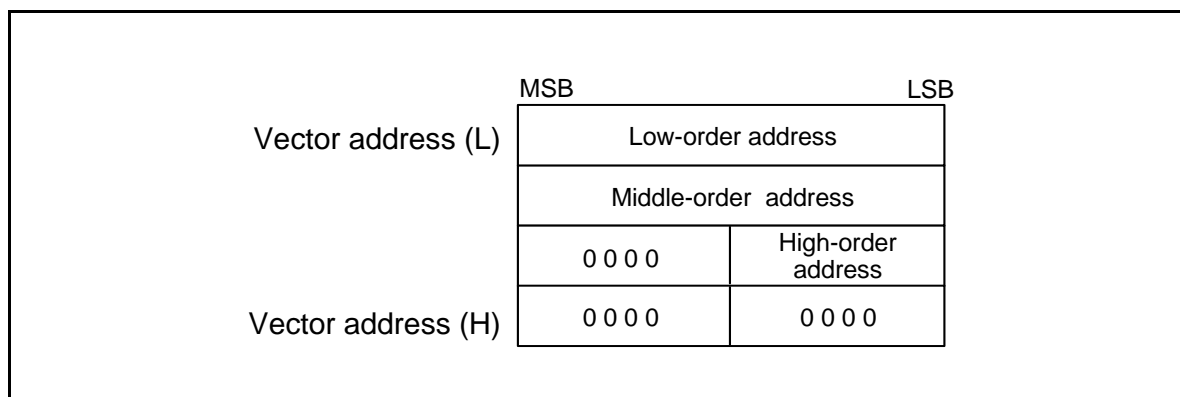 MSB LSB
Vector address (L) Low-order address
Middle-order address
0 0 0 0 High-order
address
Vector address (H) 0 0 0 0 0 0 0 0